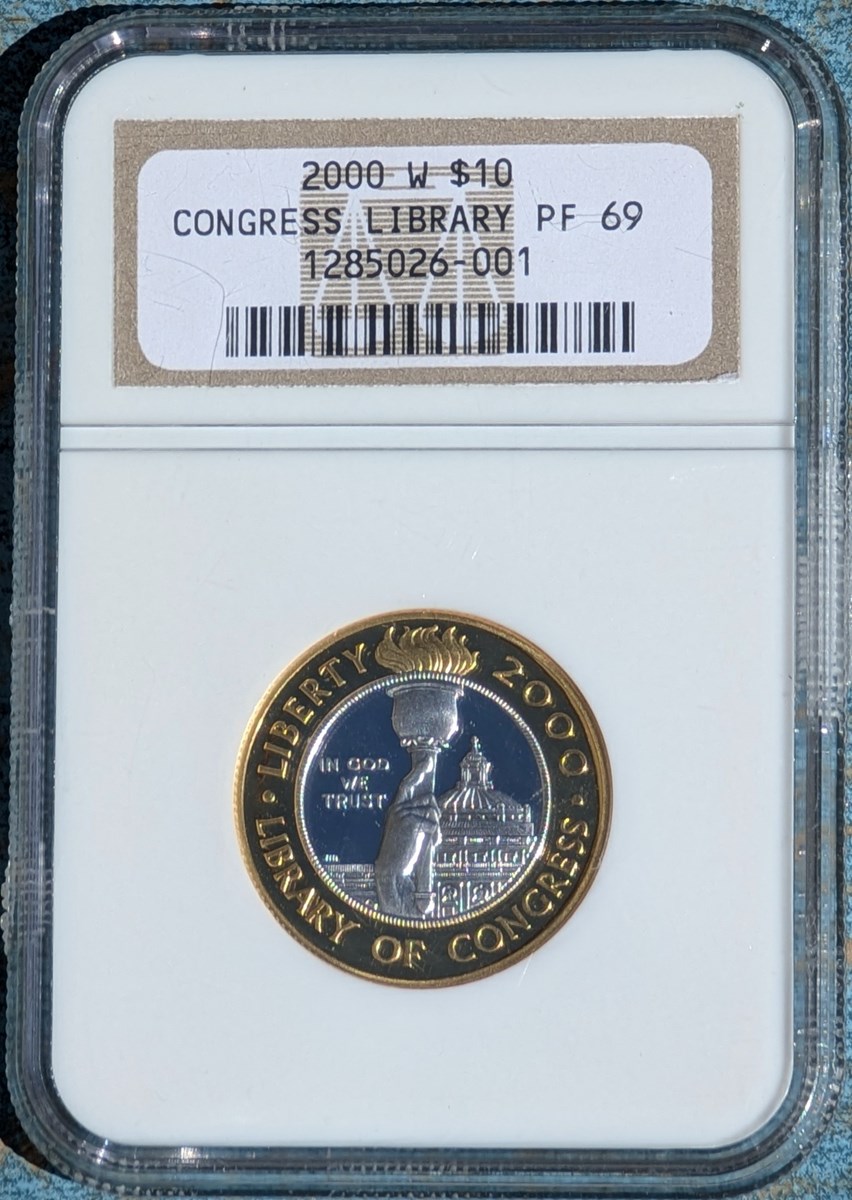 2000 W $10
CONGRESS LIBRARY PF 69
1285026-001
LIBERTY 2000
IN GOD
WE
TRUST
LIBRARY OF CONGRESS